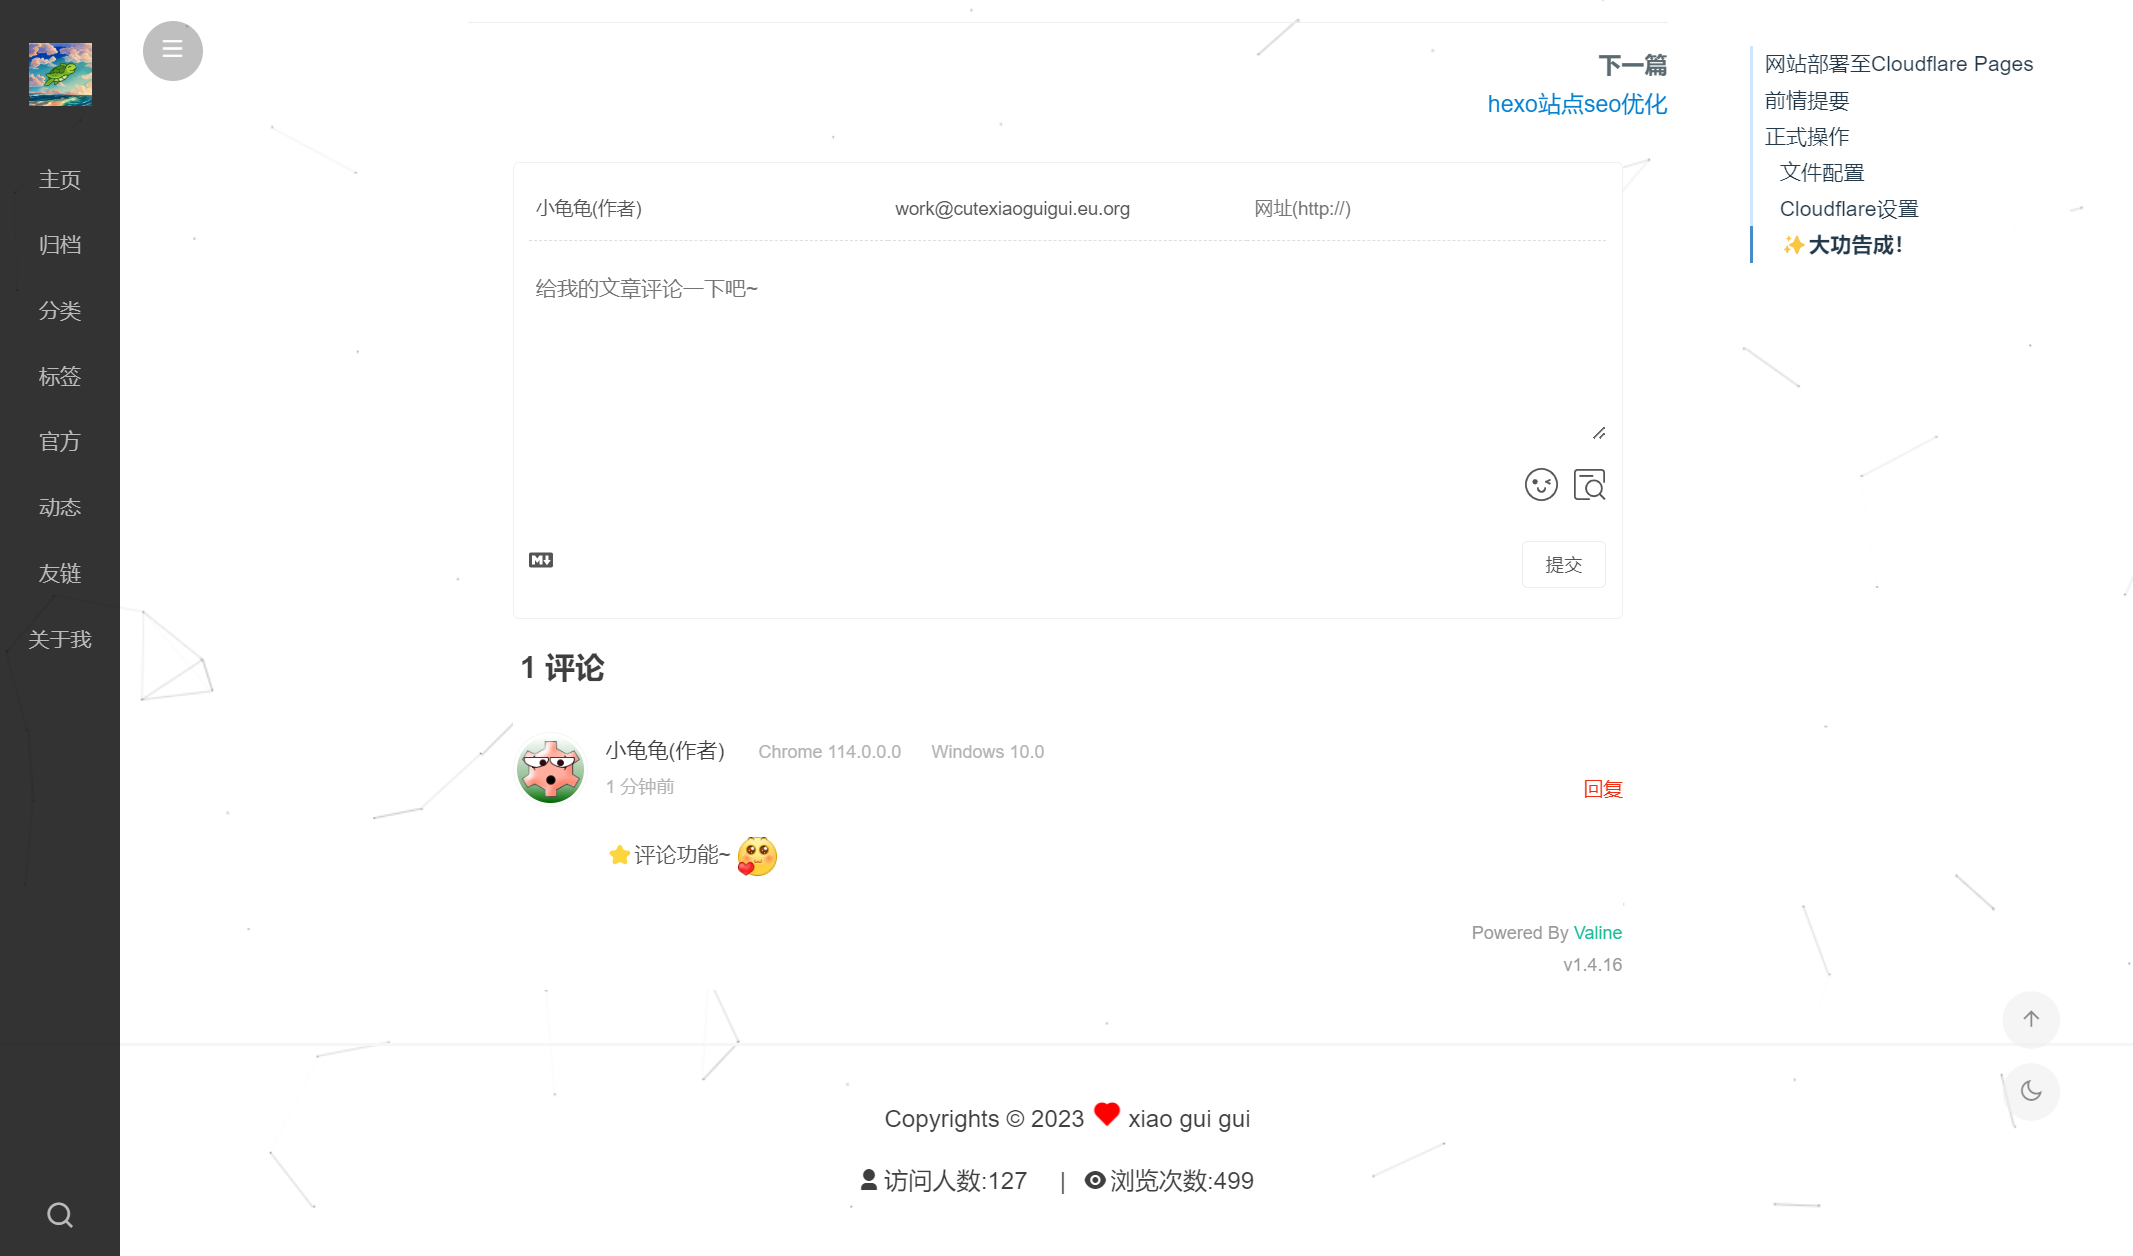 主页
归档
分类
标签
官方
动态
友链
关于我
下一篇
hexo站点seo优化
小龟龟(作者)
work@cutexiaoguigui.eu.org
网址(http://)
给我的文章评论一下吧~
M
提交
1 评论
小龟龟(作者) Chrome 114.0.0.0 Windows 10.0
1 分钟前
回复
⭐评论功能~
Powered By Valine
v1.4.16
网站部署至Cloudflare Pages
前情提要
正式操作
文件配置
Cloudflare设置
✨大功告成!
Copyrights © 2023 ❤ xiao gui gui
访问人数:127 | 浏览次数:499